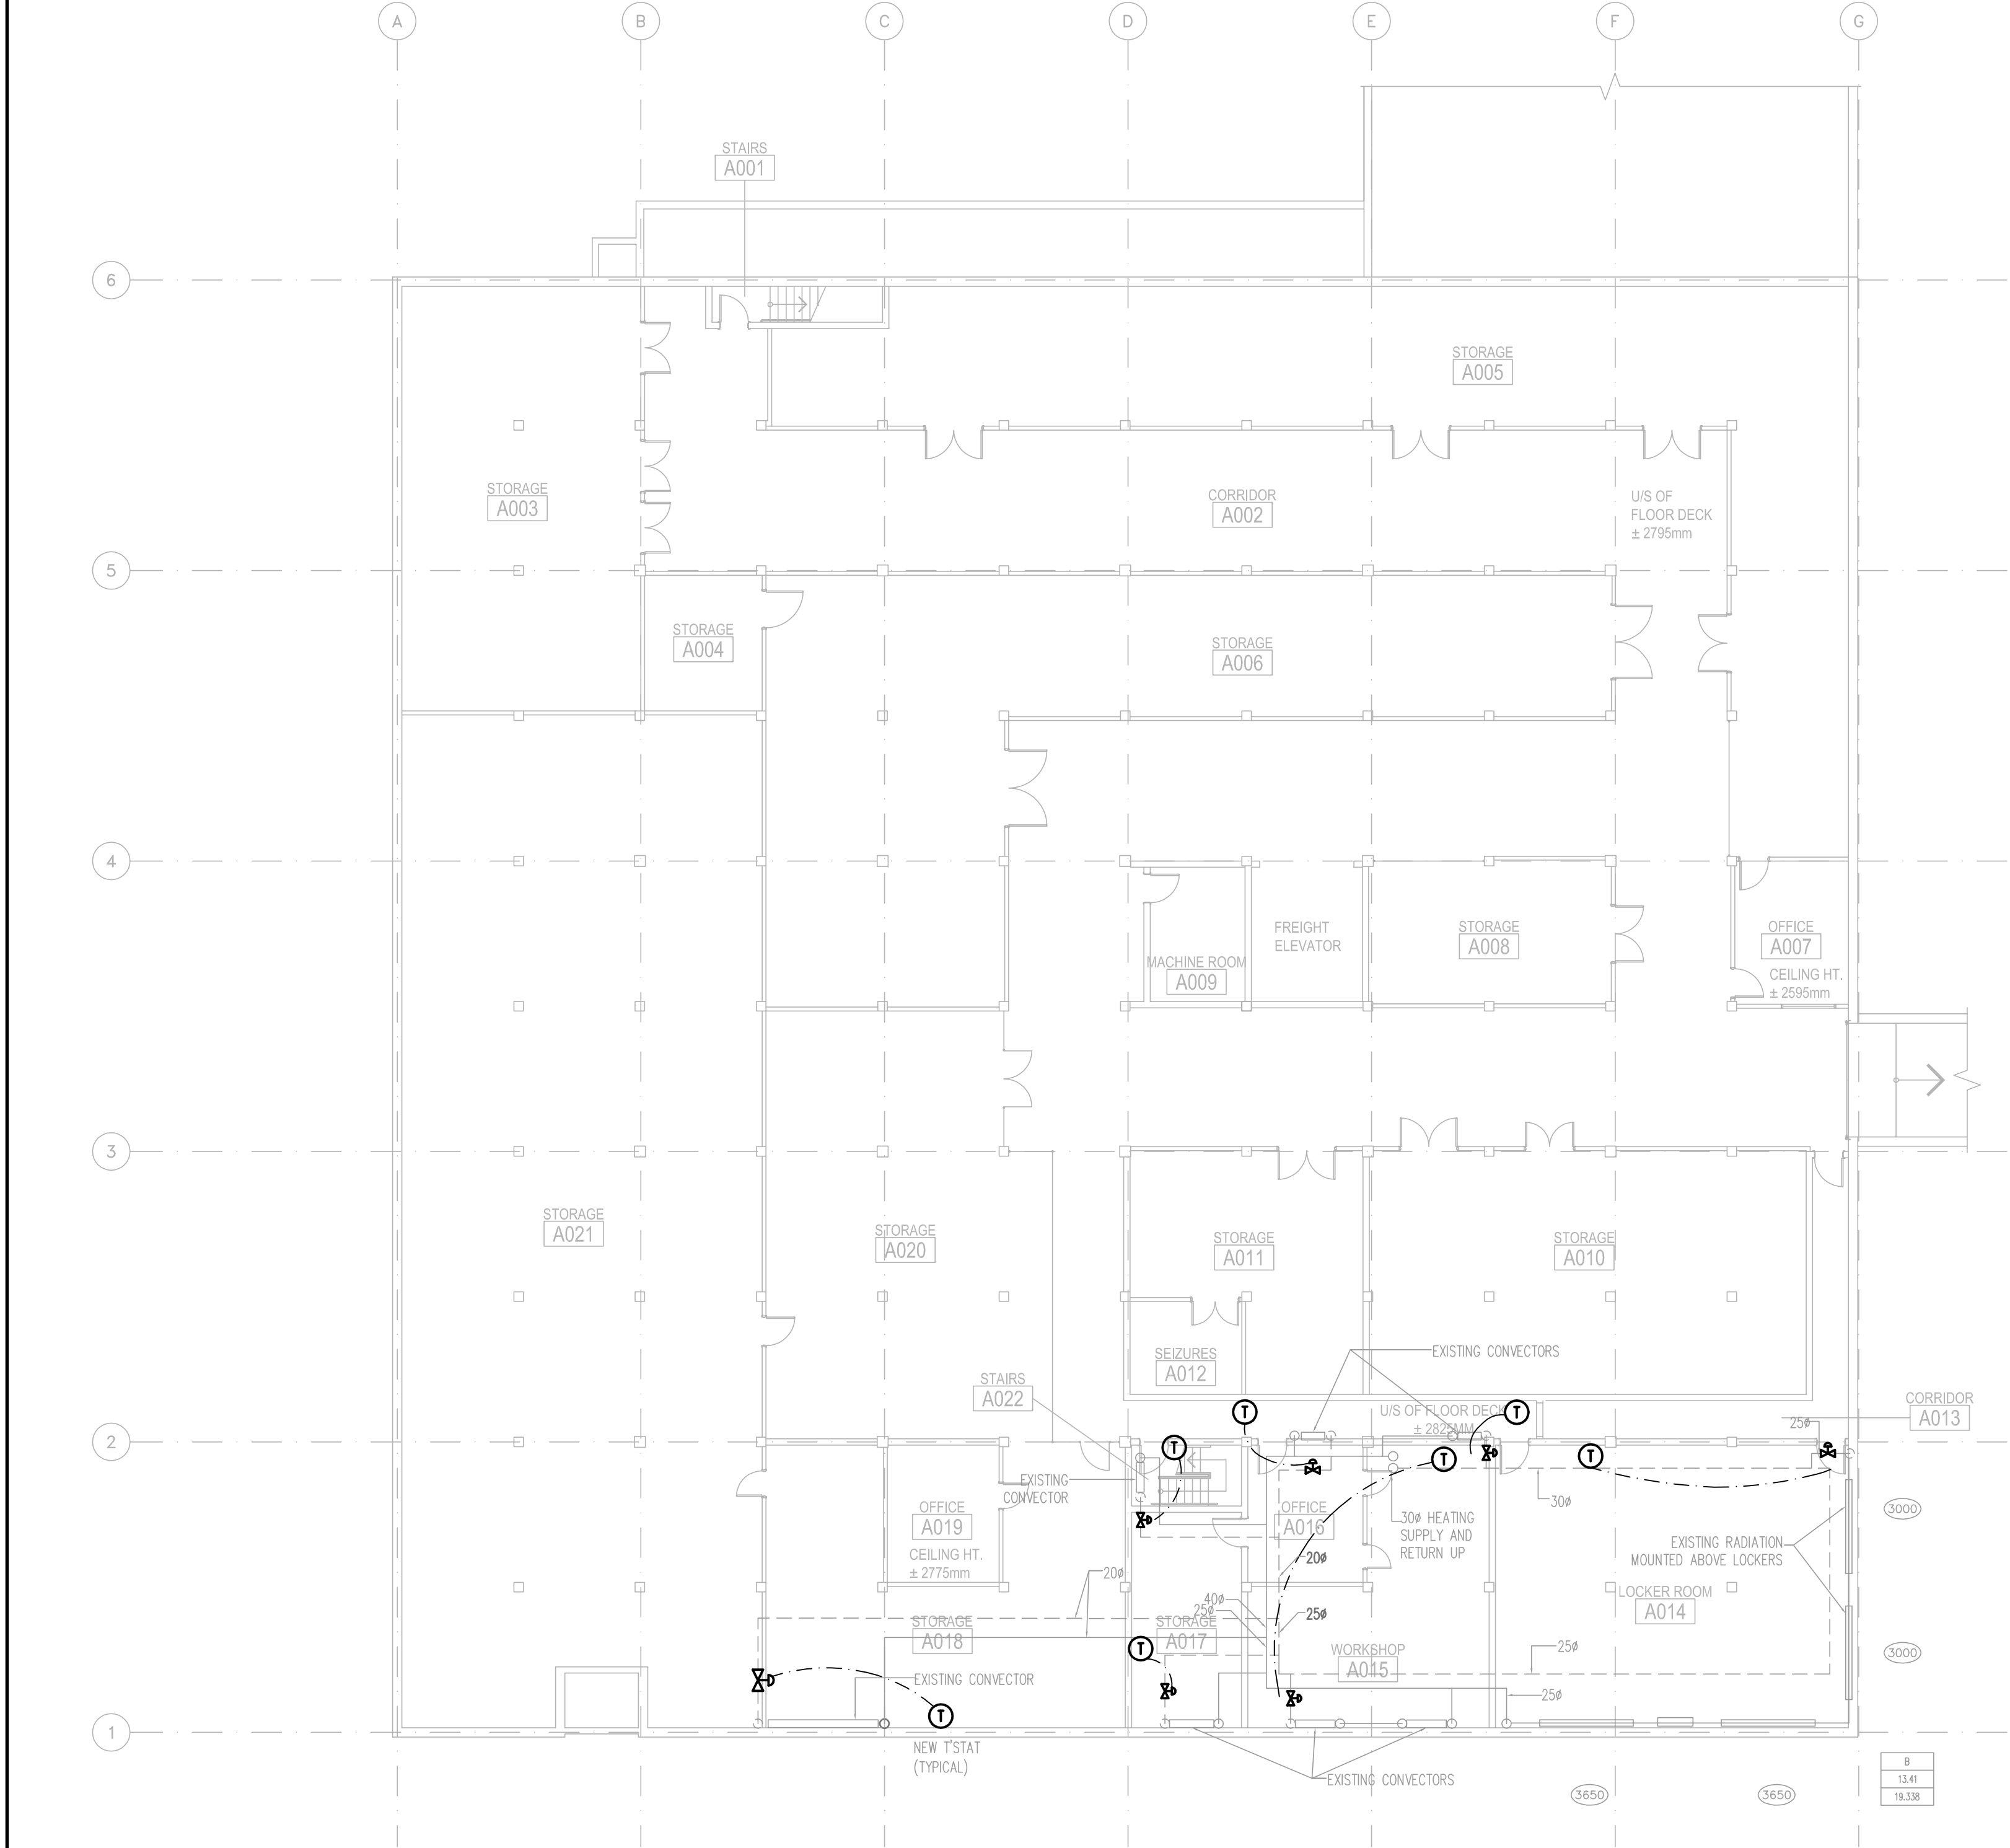 A
B
C
D
E
F
G
STAIRS
A001
6
STORAGE
A005
STORAGE
A003
CORRIDOR
A002
U/S OF
FLOOR DECK
± 2795mm
5
STORAGE
A004
STORAGE
A006
4
FREIGHT
ELEVATOR
STORAGE
A008
OFFICE
A007
MACHINE ROOM
A009
CEILING HT.
± 2595mm
3
STORAGE
A021
STORAGE
A020
STORAGE
A011
STORAGE
A010
SEIZURES
A012
EXISTING CONVECTORS
STAIRS
A022
CORRIDOR
A013
U/S OF FLOOR DECK
± 2825MM
T
T
25ø
2
T
T
T
EXISTING
CONVECTOR
30ø
OFFICE
A019
OFFICE
A016
30ø HEATING
SUPPLY AND
RETURN UP
3000
EXISTING RADIATION
MOUNTED ABOVE LOCKERS
CEILING HT.
± 2775mm
20ø
20ø
LOCKER ROOM
A014
40ø
25ø
25ø
STORAGE
A018
STORAGE
A017
T
WORKSHOP
A015
25ø
3000
EXISTING CONVECTOR
25ø
T
1
NEW T'STAT
(TYPICAL)
EXISTING CONVECTORS
3650
3650
B
13.41
19.338